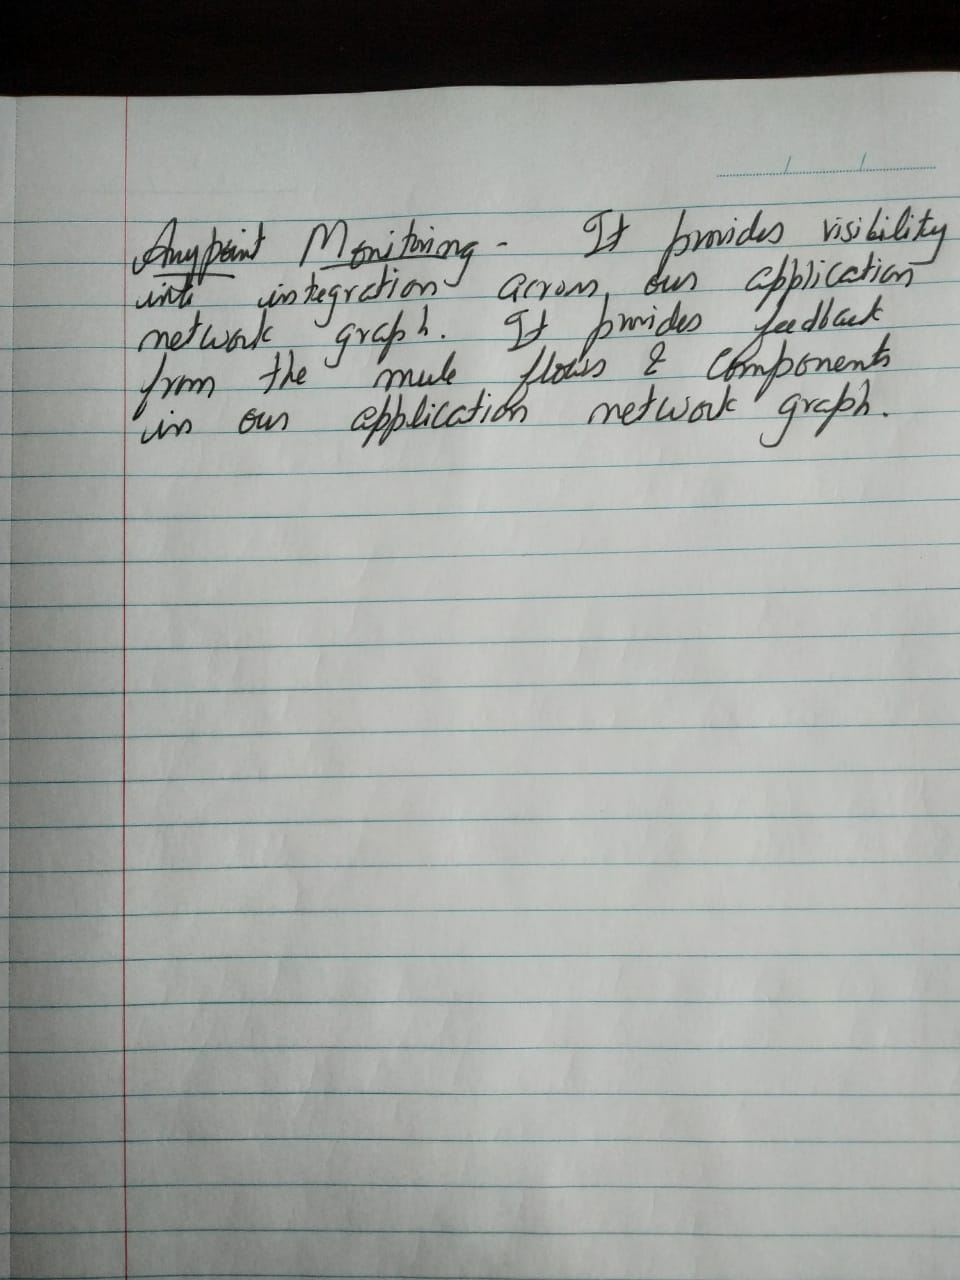 Anypoint Monitoring - It provides visibility
into integration across our application
network graph. It provides feedback
from the mule flows & components
in our application network graph.